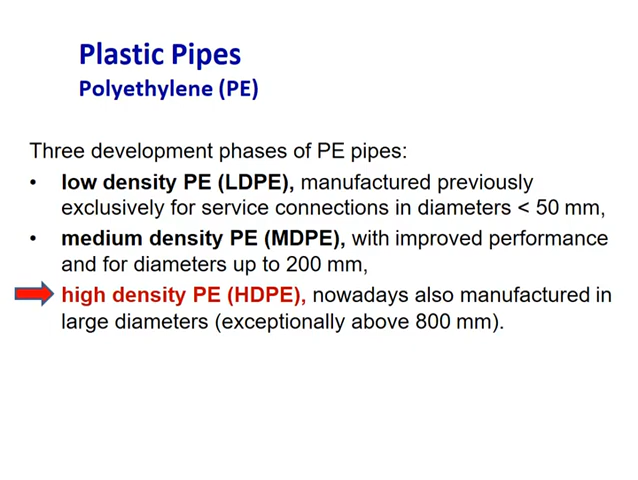 Plastic Pipes
Polyethylene (PE)
Three development phases of PE pipes:
• low density PE (LDPE), manufactured previously
exclusively for service connections in diameters < 50 mm,
• medium density PE (MDPE), with improved performance
and for diameters up to 200 mm,
high density PE (HDPE), nowadays also manufactured in
large diameters (exceptionally above 800 mm).